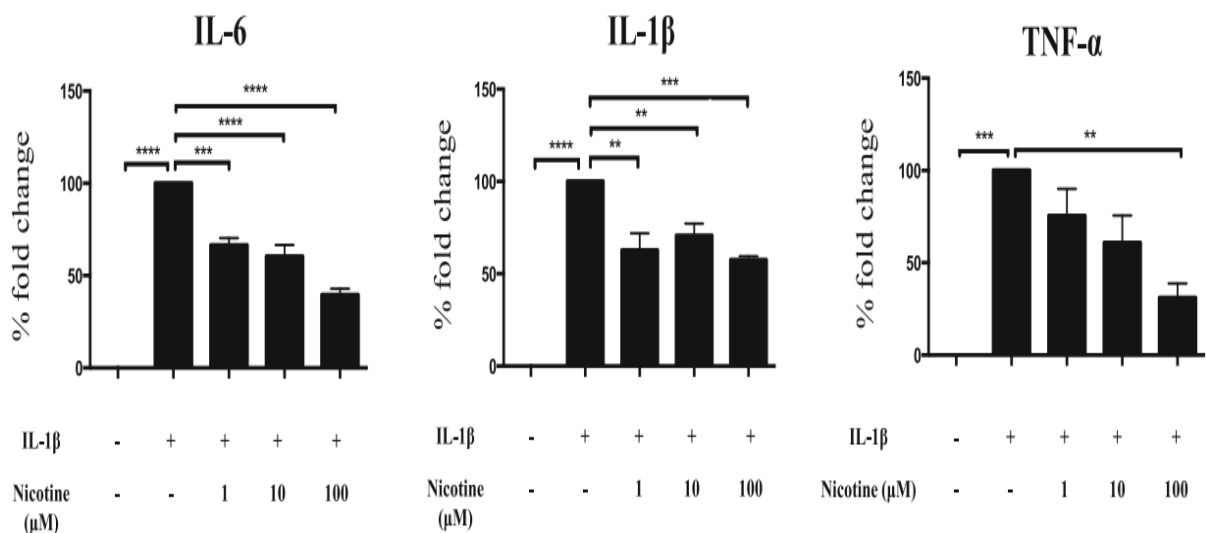 IL-6
% fold change
150
100
50
0
****
****
****
***
IL-1β - + + + +
Nicotine - - 1 10 100
(μM)
IL-1β
% fold change
150
100
50
0
***
**
****
**
IL-1β - + + + +
Nicotine - - 1 10 100
(μM)
TNF-α
% fold change
150
100
50
0
***
**
IL-1β - + + + +
Nicotine (μM) - - 1 10 100